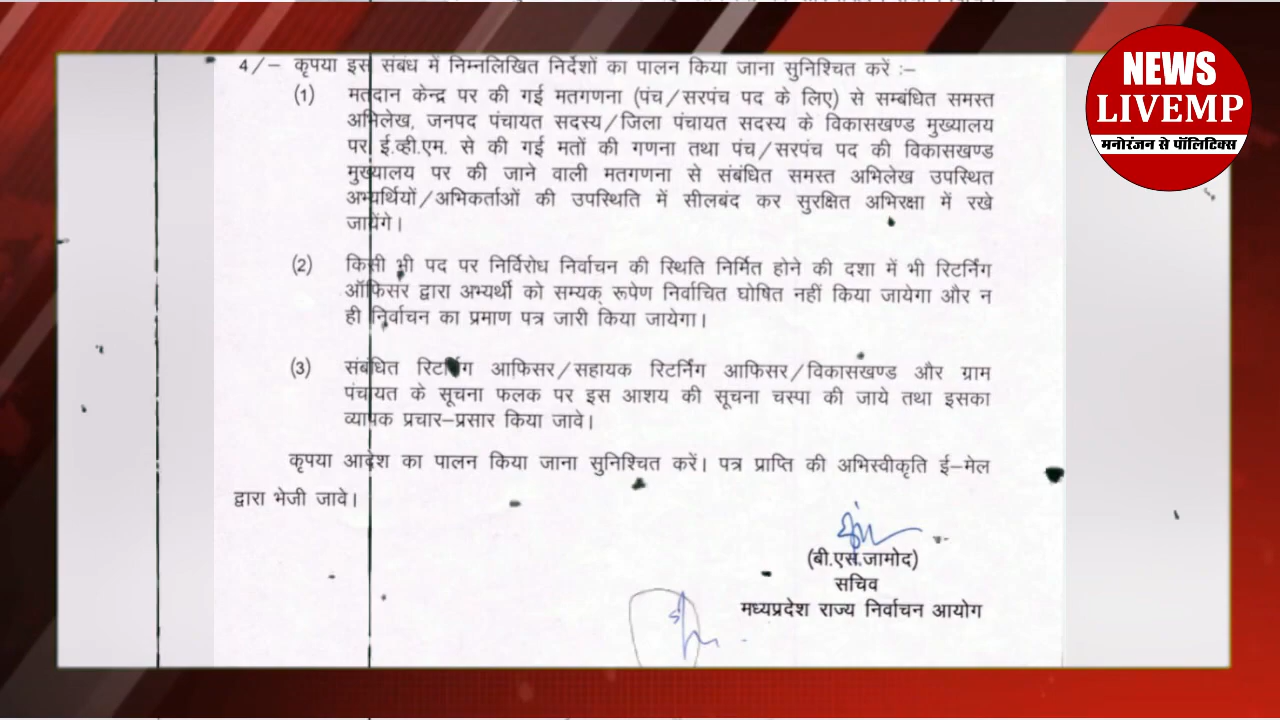 4/– कृपया इस संबंध में निम्नलिखित निर्देशों का पालन किया जाना सुनिश्चित करें :–
(1) मतदान केन्द्र पर की गई मतगणना (पंच/सरपंच पद के लिए) से सम्बंधित समस्त
अभिलेख, जनपद पंचायत सदस्य/जिला पंचायत सदस्य के विकासखण्ड मुख्यालय
पर ई.व्ही.एम. से की गई मतों की गणना तथा पंच/सरपंच पद की विकासखण्ड
मुख्यालय पर की जाने वाली मतगणना से संबंधित समस्त अभिलेख उपस्थित
अभ्यर्थियों/अभिकर्ताओं की उपस्थिति में सीलबंद कर सुरक्षित अभिरक्षा में रखे
जायेंगे।
(2) किसी भी पद पर निर्विरोध निर्वाचन की स्थिति निर्मित होने की दशा में भी रिटर्निंग
ऑफिसर द्वारा अभ्यर्थी को सम्यक् रूपेण निर्वाचित घोषित नहीं किया जायेगा और न
ही निर्वाचन का प्रमाण पत्र जारी किया जायेगा।
(3) संबंधित रिटर्निंग आफिसर/सहायक रिटर्निंग आफिसर/विकासखण्ड और ग्राम
पंचायत के सूचना फलक पर इस आशय की सूचना चस्पा की जाये तथा इसका
व्यापक प्रचार–प्रसार किया जावे।
कृपया आदेश का पालन किया जाना सुनिश्चित करें। पत्र प्राप्ति की अभिस्वीकृति ई–मेल
द्वारा भेजी जावे।
(बी.एस.जामोद)
सचिव
मध्यप्रदेश राज्य निर्वाचन आयोग
NEWS
LIVEMP
मनोरंजन से पॉलिटिक्स